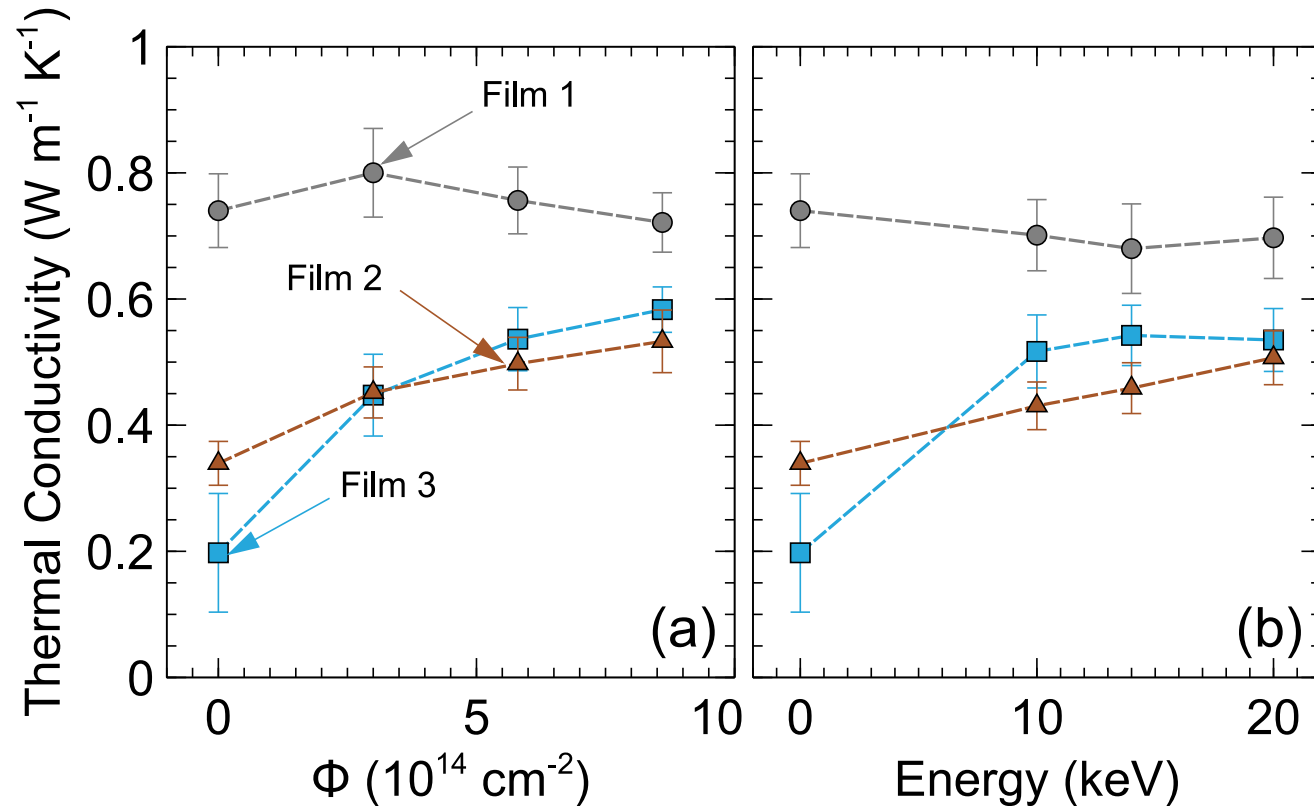 Thermal Conductivity (W m⁻¹ K⁻¹)
1
0.8
0.6
0.4
0.2
0
Film 1
Film 2
Film 3
(a)
(b)
0 5 10
0 10 20
Φ (10¹⁴ cm⁻²)
Energy (keV)